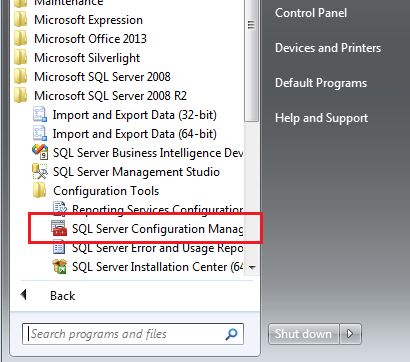 Maintenance
Microsoft Expression
Microsoft Office 2013
Microsoft Silverlight
Microsoft SQL Server 2008
Microsoft SQL Server 2008 R2
Import and Export Data (32-bit)
Import and Export Data (64-bit)
SQL Server Business Intelligence Dev
SQL Server Management Studio
Configuration Tools
Reporting Services Configuration
SQL Server Configuration Manag
SQL Server Error and Usage Repo
SQL Server Installation Center (64
Back
Search programs and files
Control Panel
Devices and Printers
Default Programs
Help and Support
Shut down